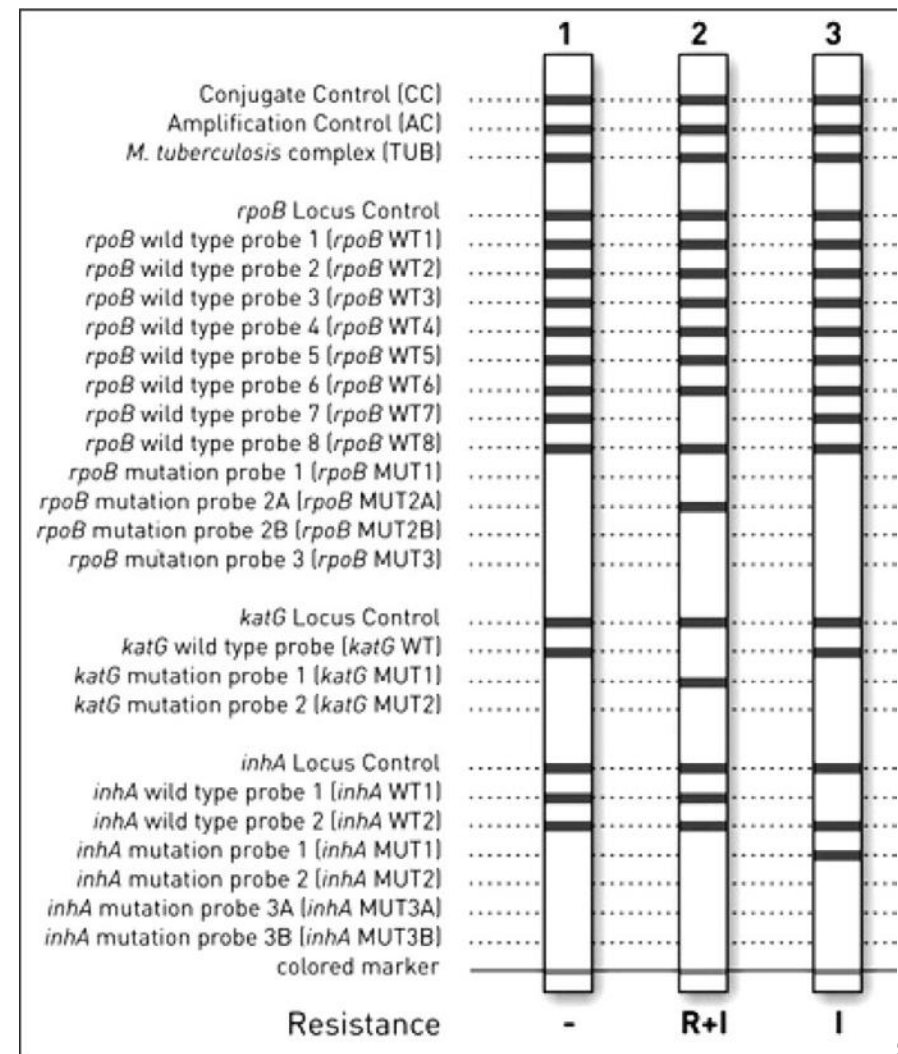 1 2 3
Conjugate Control (CC)
Amplification Control (AC)
M. tuberculosis complex (TUB)
rpoB Locus Control
rpoB wild type probe 1 (rpoB WT1)
rpoB wild type probe 2 (rpoB WT2)
rpoB wild type probe 3 (rpoB WT3)
rpoB wild type probe 4 (rpoB WT4)
rpoB wild type probe 5 (rpoB WT5)
rpoB wild type probe 6 (rpoB WT6)
rpoB wild type probe 7 (rpoB WT7)
rpoB wild type probe 8 (rpoB WT8)
rpoB mutation probe 1 (rpoB MUT1)
rpoB mutation probe 2A (rpoB MUT2A)
rpoB mutation probe 2B (rpoB MUT2B)
rpoB mutation probe 3 (rpoB MUT3)
katG Locus Control
katG wild type probe (katG WT)
katG mutation probe 1 (katG MUT1)
katG mutation probe 2 (katG MUT2)
inhA Locus Control
inhA wild type probe 1 (inhA WT1)
inhA wild type probe 2 (inhA WT2)
inhA mutation probe 1 (inhA MUT1)
inhA mutation probe 2 (inhA MUT2)
inhA mutation probe 3A (inhA MUT3A)
inhA mutation probe 3B (inhA MUT3B)
colored marker
Resistance - R+I I